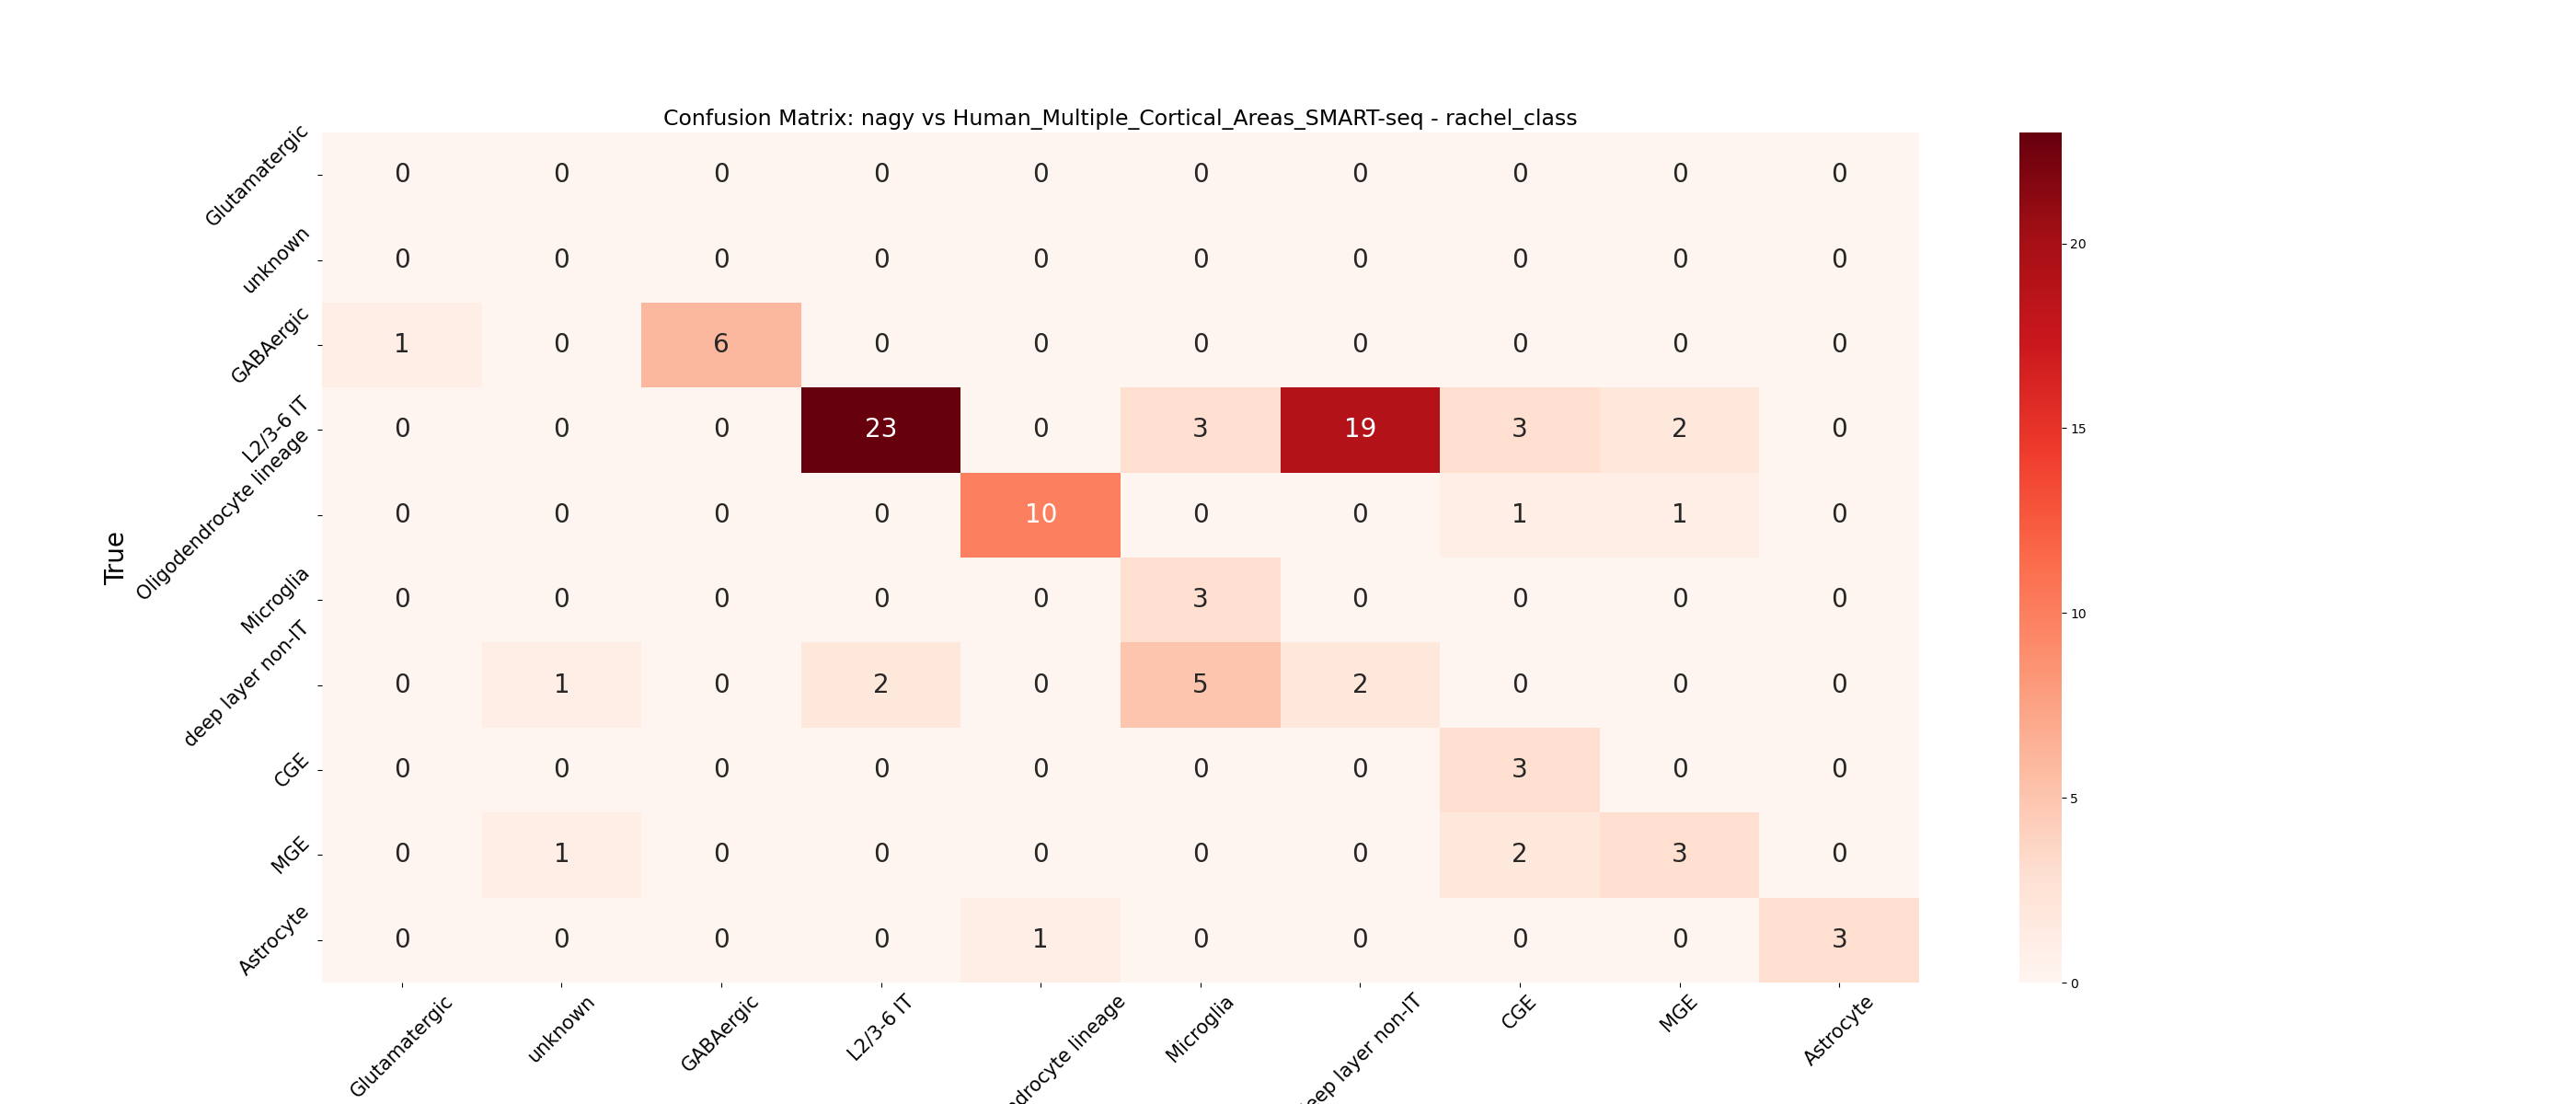 Confusion Matrix: nagy vs Human_Multiple_Cortical_Areas_SMART-seq - rachel_class
True
Glutamatergic 0 0 0 0 0 0 0 0 0 0
unknown 0 0 0 0 0 0 0 0 0 0
GABAergic 1 0 6 0 0 0 0 0 0 0
L2/3-6 IT 0 0 0 23 0 3 19 3 2 0
Oligodendrocyte lineage 0 0 0 0 10 0 0 1 1 0
Microglia 0 0 0 0 0 3 0 0 0 0
deep layer non-IT 0 1 0 2 0 5 2 0 0 0
CGE 0 0 0 0 0 0 0 3 0 0
MGE 0 1 0 0 0 0 0 2 3 0
Astrocyte 0 0 0 0 1 0 0 0 0 3
Glutamatergic
unknown
GABAergic
L2/3-6 IT
ndrocyte lineage
Microglia
eep layer non-IT
CGE
MGE
Astrocyte
20
15
10
5
0